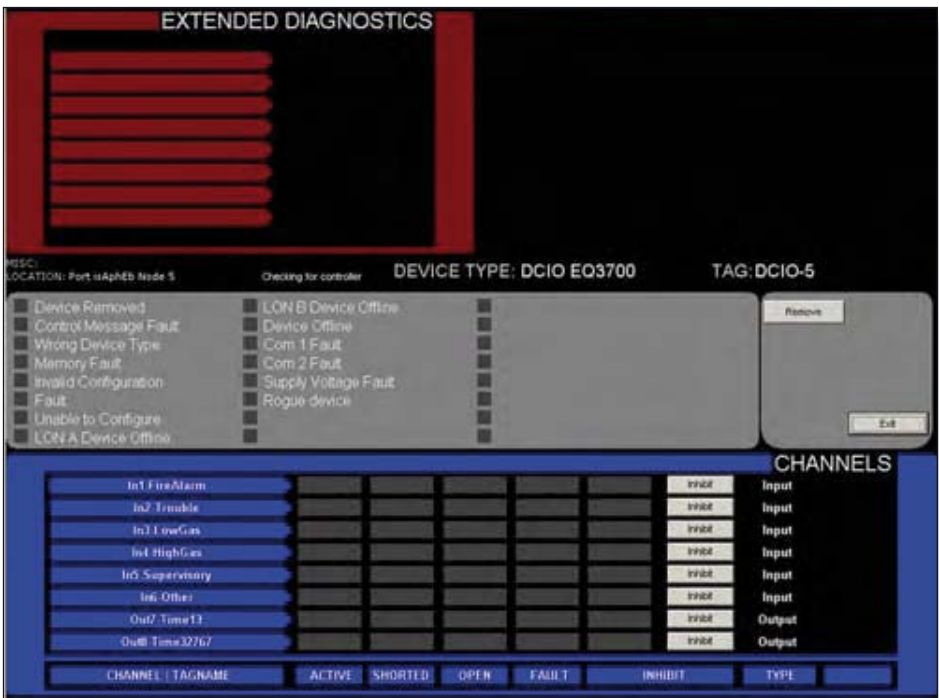 EXTENDED DIAGNOSTICS
MISC:
LOCATION: Port isAphEb Node 5
Checking for controller
DEVICE TYPE: DCIO EQ3700
TAG: DCIO-5
Device Removed
Control Message Fault
Wrong Device Type
Memory Fault
Invalid Configuration
Fault
Unable to Configure
LON A Device Offline
LON B Device Offline
Device Offline
Com 1 Fault
Com 2 Fault
Supply Voltage Fault
Rogue device
Remove
Exit
CHANNELS
In1 FireAlarm Inhibit Input
In2 Trouble Inhibit Input
In3 LowGas Inhibit Input
In4 HighGas Inhibit Input
In5 Supervisory Inhibit Input
In6 Other Inhibit Input
Out7 Time13 Inhibit Output
Out8 Time32767 Inhibit Output
CHANNEL / TAGNAME ACTIVE SHORTED OPEN FAULT INHIBIT TYPE